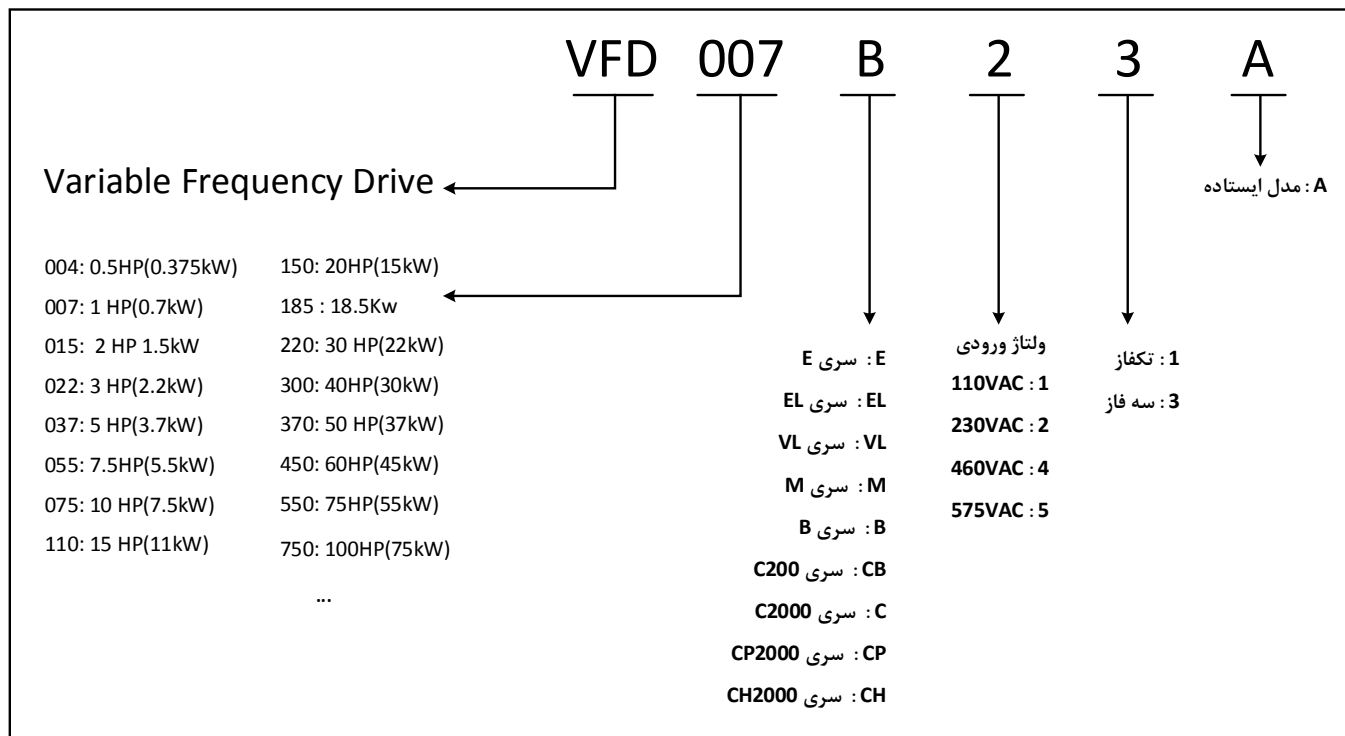 VFD 007 B 2 3 A
Variable Frequency Drive
004: 0.5HP(0.375kW)
007: 1 HP(0.7kW)
015: 2 HP 1.5kW
022: 3 HP(2.2kW)
037: 5 HP(3.7kW)
055: 7.5HP(5.5kW)
075: 10 HP(7.5kW)
110: 15 HP(11kW)
150: 20HP(15kW)
185 : 18.5Kw
220: 30 HP(22kW)
300: 40HP(30kW)
370: 50 HP(37kW)
450: 60HP(45kW)
550: 75HP(55kW)
750: 100HP(75kW)
...
E : سری E
EL : سری EL
VL : سری VL
M : سری M
B : سری B
CB : سری C200
C : سری C2000
CP : سری CP2000
CH : سری CH2000
ولتاژ ورودی
1 : 110VAC
2 : 230VAC
4 : 460VAC
5 : 575VAC
1 : تکفاز
3 : سه فاز
A : مدل ایستاده